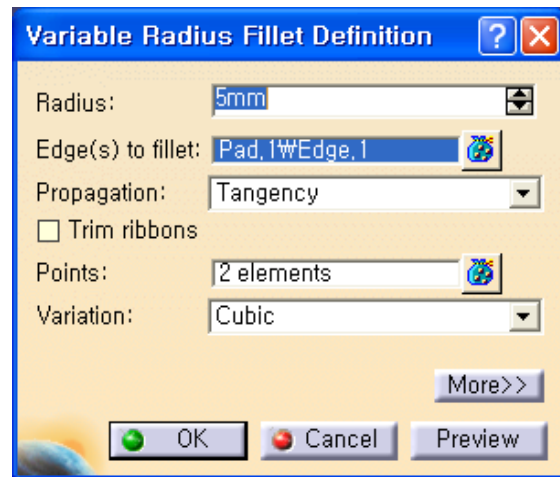 Variable Radius Fillet Definition
Radius: 5mm
Edge(s) to fillet: Pad,1₩Edge,1
Propagation: Tangency
Trim ribbons
Points: 2 elements
Variation: Cubic
More>>
OK Cancel Preview